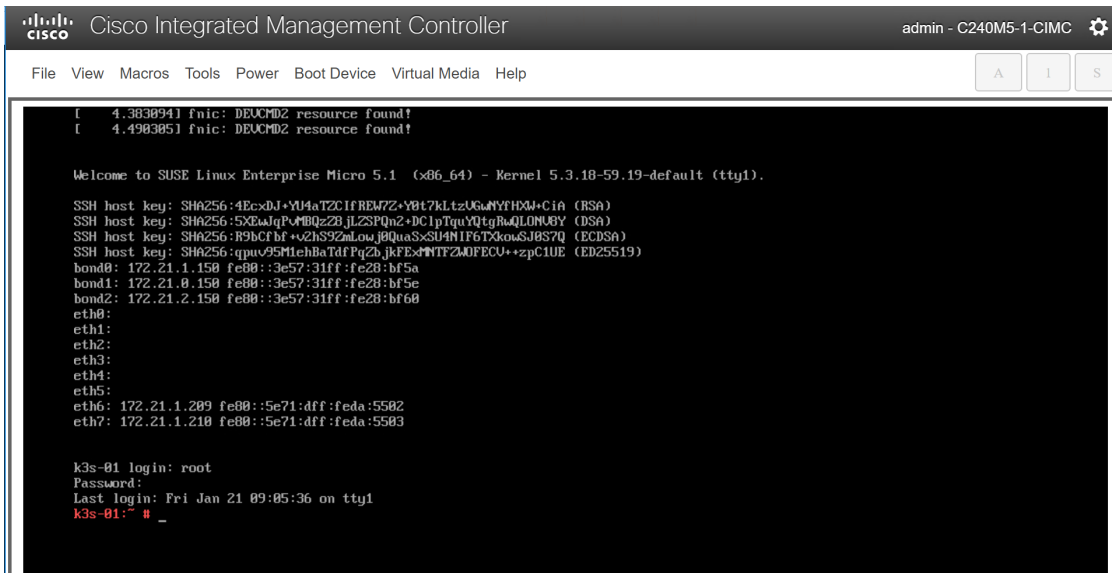 CISCO Cisco Integrated Management Controller admin - C240M5-1-CIMC
File View Macros Tools Power Boot Device Virtual Media Help A 1 S
[ 4.383094] fnic: DEVCMD2 resource found!
[ 4.490305] fnic: DEVCMD2 resource found!
Welcome to SUSE Linux Enterprise Micro 5.1 (x86_64) - Kernel 5.3.18-59.19-default (tty1).
SSH host key: SHA256:4EcxDJ+YU4aTZCIfREW7Z+Y0t7kLtzVGwNYfHXW+CiA (RSA)
SSH host key: SHA256:5XEwJqPvMBQzZBjLZSPQn2+DClpTquYQtgRwQLONV8Y (DSA)
SSH host key: SHA256:R9bCfbf+v2hS9ZmLowj0QuaSxSU4NIF6TXkowSJ0S7Q (ECDSA)
SSH host key: SHA256:qpuv95M1ehBaTdfPqZbjkFExMNTFZWOFECV++zpC1UE (ED25519)
bond0: 172.21.1.150 fe80::3e57:31ff:fe28:bf5a
bond1: 172.21.0.150 fe80::3e57:31ff:fe28:bf5e
bond2: 172.21.2.150 fe80::3e57:31ff:fe28:bf60
eth0:
eth1:
eth2:
eth3:
eth4:
eth5:
eth6: 172.21.1.209 fe80::5e71:dff:feda:5502
eth7: 172.21.1.210 fe80::5e71:dff:feda:5503
k3s-01 login: root
Password:
Last login: Fri Jan 21 09:05:36 on tty1
k3s-01:~ # _